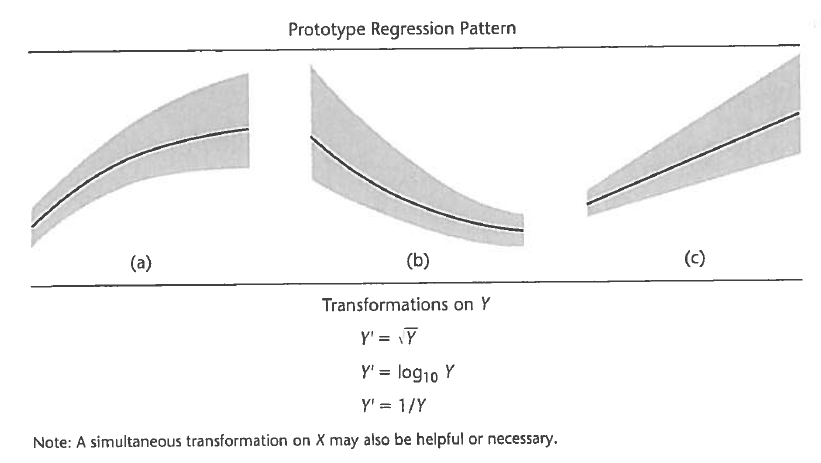 Prototype Regression Pattern
(a) (b) (c)
Transformations on Y
Y' = √Y
Y' = log₁₀ Y
Y' = 1/Y
Note: A simultaneous transformation on X may also be helpful or necessary.